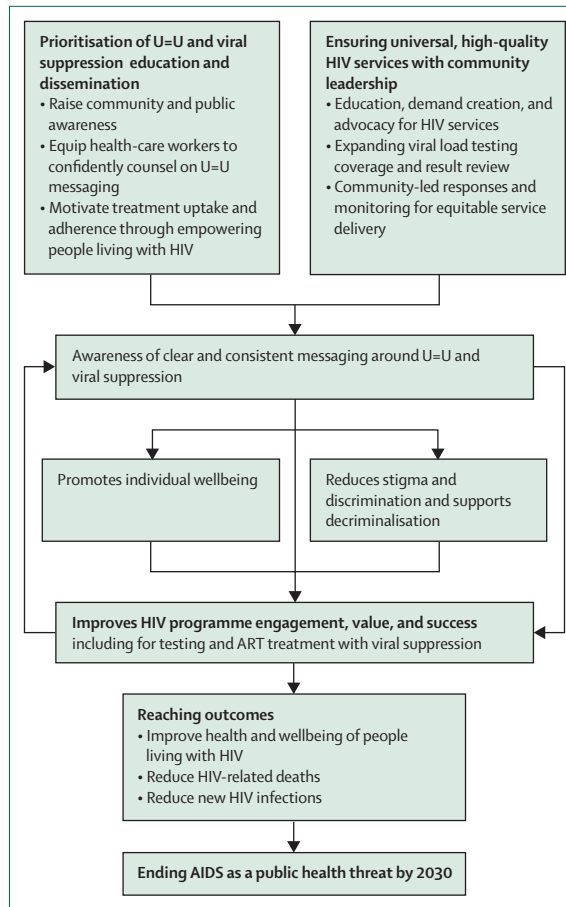 Prioritisation of U=U and viral
suppression education and
dissemination
• Raise community and public
awareness
• Equip health-care workers to
confidently counsel on U=U
messaging
• Motivate treatment uptake and
adherence through empowering
people living with HIV
Ensuring universal, high-quality
HIV services with community
leadership
• Education, demand creation, and
advocacy for HIV services
• Expanding viral load testing
coverage and result review
• Community-led responses and
monitoring for equitable service
delivery
Awareness of clear and consistent messaging around U=U and
viral suppression
Promotes individual wellbeing
Reduces stigma and
discrimination and supports
decriminalisation
Improves HIV programme engagement, value, and success
including for testing and ART treatment with viral suppression
Reaching outcomes
• Improve health and wellbeing of people
living with HIV
• Reduce HIV-related deaths
• Reduce new HIV infections
Ending AIDS as a public health threat by 2030